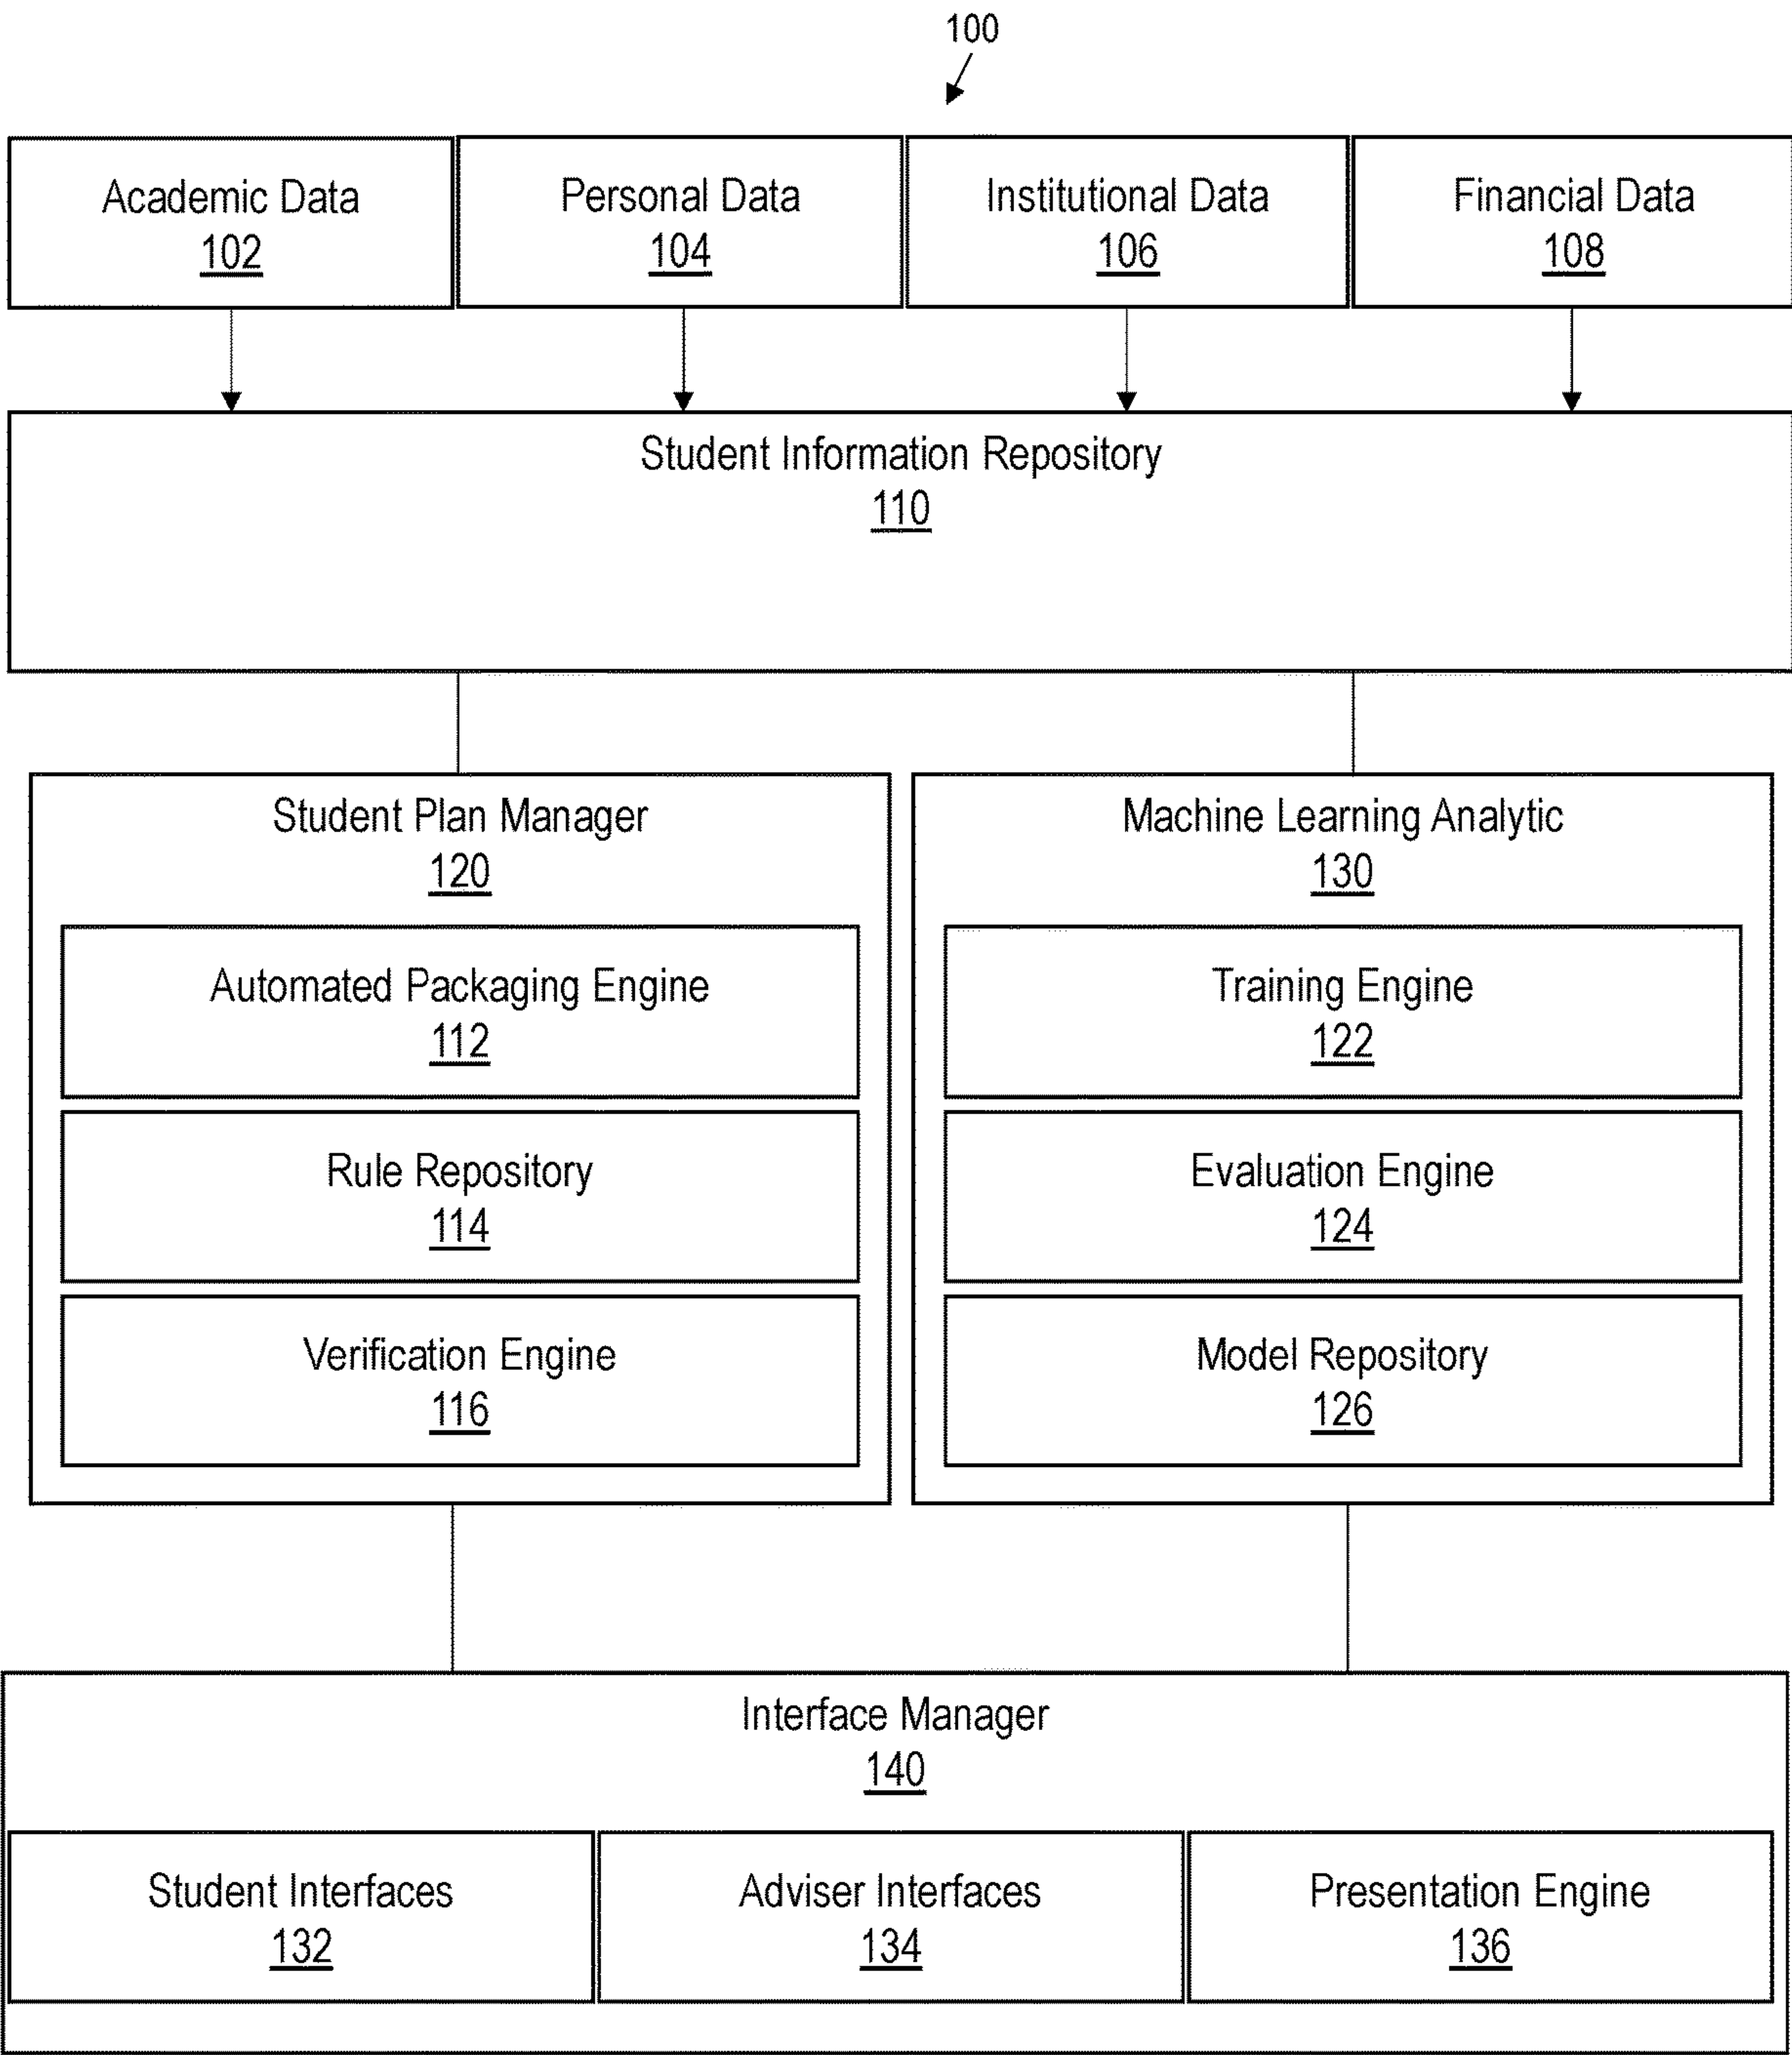 100
Academic Data
102
Personal Data
104
Institutional Data
106
Financial Data
108
Student Information Repository
110
Student Plan Manager
120
Automated Packaging Engine
112
Rule Repository
114
Verification Engine
116
Machine Learning Analytic
130
Training Engine
122
Evaluation Engine
124
Model Repository
126
Interface Manager
140
Student Interfaces
132
Adviser Interfaces
134
Presentation Engine
136